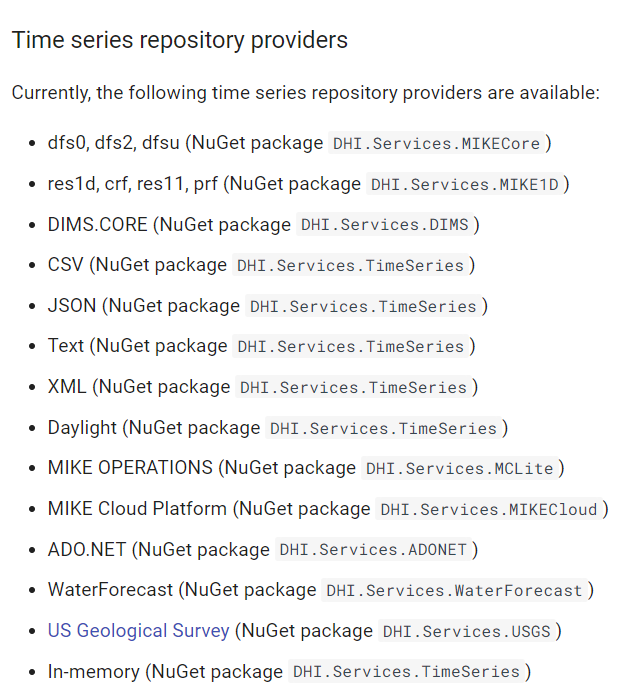 Time series repository providers
Currently, the following time series repository providers are available:
• dfs0, dfs2, dfsu (NuGet package DHI.Services.MIKECore)
• res1d, crf, res11, prf (NuGet package DHI.Services.MIKE1D)
• DIMS.CORE (NuGet package DHI.Services.DIMS)
• CSV (NuGet package DHI.Services.TimeSeries)
• JSON (NuGet package DHI.Services.TimeSeries)
• Text (NuGet package DHI.Services.TimeSeries)
• XML (NuGet package DHI.Services.TimeSeries)
• Daylight (NuGet package DHI.Services.TimeSeries)
• MIKE OPERATIONS (NuGet package DHI.Services.MCLite)
• MIKE Cloud Platform (NuGet package DHI.Services.MIKECloud)
• ADO.NET (NuGet package DHI.Services.ADONET)
• WaterForecast (NuGet package DHI.Services.WaterForecast)
• US Geological Survey (NuGet package DHI.Services.USGS)
• In-memory (NuGet package DHI.Services.TimeSeries)